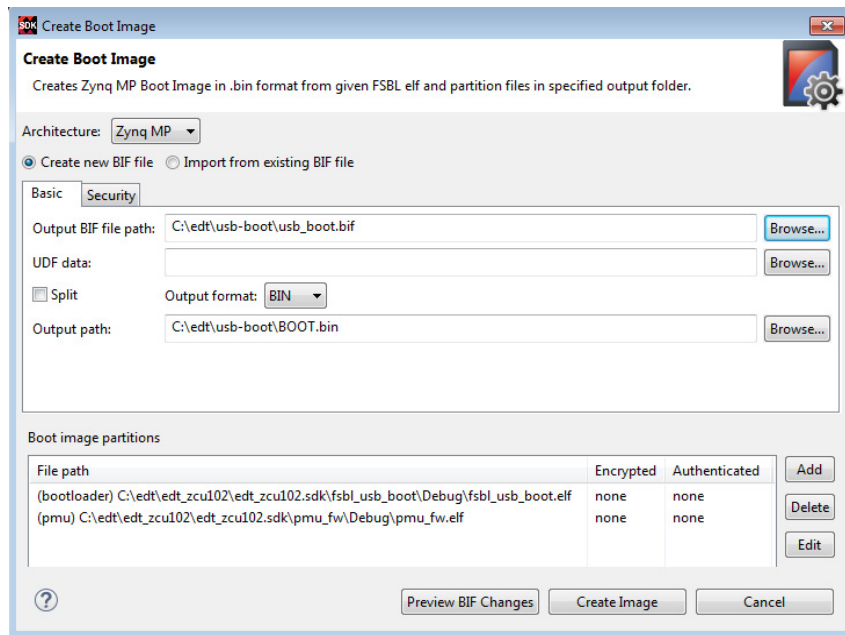 SDK Create Boot Image
Create Boot Image
Creates Zynq MP Boot Image in .bin format from given FSBL elf and partition files in specified output folder.
Architecture: Zynq MP
Create new BIF file Import from existing BIF file
Basic Security
Output BIF file path: C:\edt\usb-boot\usb_boot.bif Browse...
UDF data: Browse...
Split Output format: BIN
Output path: C:\edt\usb-boot\BOOT.bin Browse...
Boot image partitions
File path Encrypted Authenticated Add
(bootloader) C:\edt\edt_zcu102\edt_zcu102.sdk\fsbl_usb_boot\Debug\fsbl_usb_boot.elf none none
Delete
(pmu) C:\edt\edt_zcu102\edt_zcu102.sdk\pmu_fw\Debug\pmu_fw.elf none none
Edit
? Preview BIF Changes Create Image Cancel